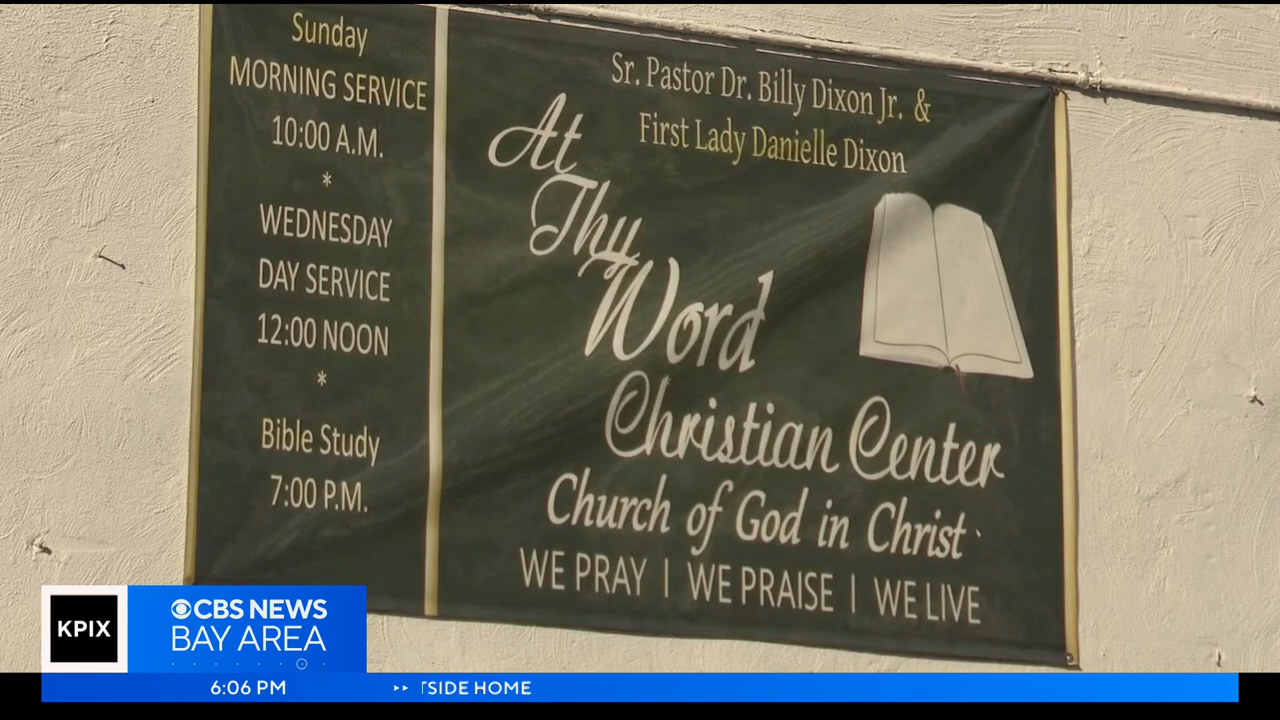 Sunday
MORNING SERVICE
10:00 A.M.
*
WEDNESDAY
DAY SERVICE
12:00 NOON
*
Bible Study
7:00 P.M.
Sr. Pastor Dr. Billy Dixon Jr. &
First Lady Danielle Dixon
At
Thy
Word
Christian Center
Church of God in Christ
WE PRAY | WE PRAISE | WE LIVE
KPIX
CBS NEWS
BAY AREA
6:06 PM
TSIDE HOME